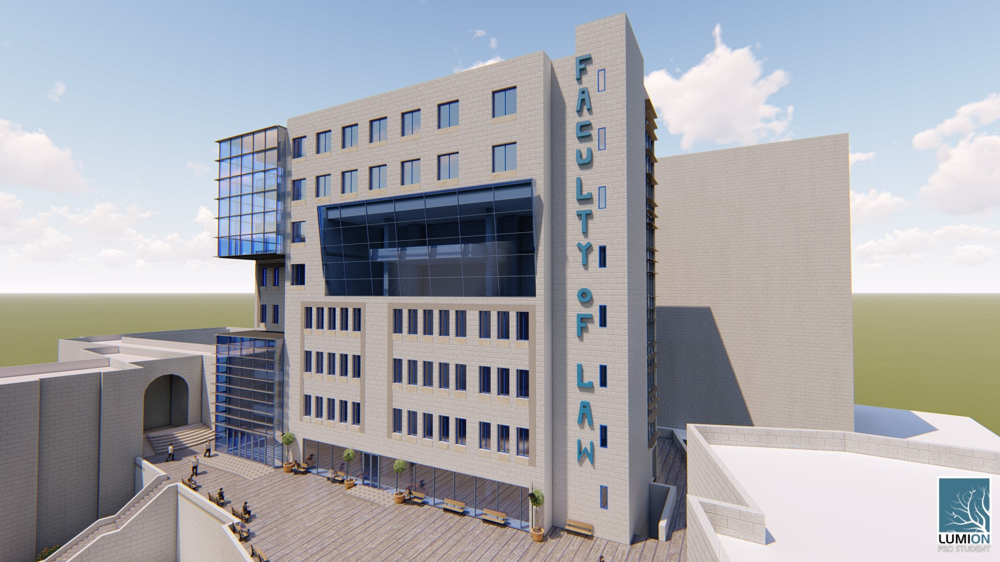 FACULTY oF LAW
LUMION
PRO STUDENT